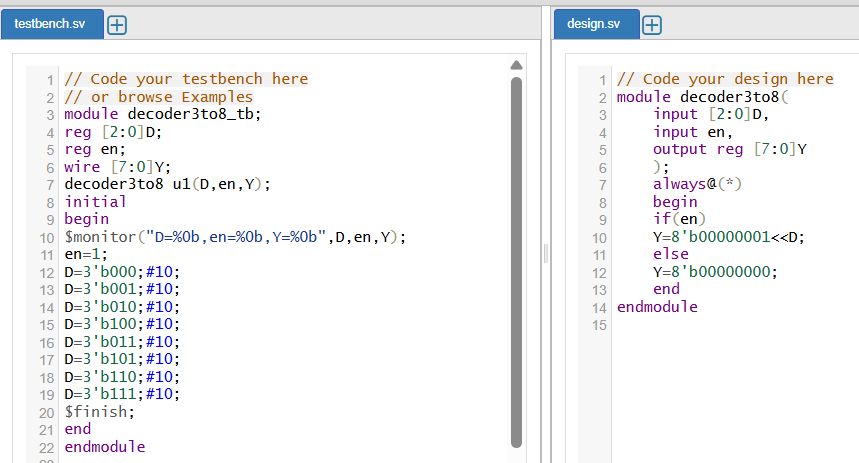 testbench.sv +
1 // Code your testbench here
2 // or browse Examples
3 module decoder3to8_tb;
4 reg [2:0]D;
5 reg en;
6 wire [7:0]Y;
7 decoder3to8 u1(D,en,Y);
8 initial
9 begin
10 $monitor("D=%0b,en=%0b,Y=%0b",D,en,Y);
11 en=1;
12 D=3'b000;#10;
13 D=3'b001;#10;
14 D=3'b010;#10;
15 D=3'b100;#10;
16 D=3'b011;#10;
17 D=3'b101;#10;
18 D=3'b110;#10;
19 D=3'b111;#10;
20 $finish;
21 end
22 endmodule
design.sv +
1 // Code your design here
2 module decoder3to8(
3 input [2:0]D,
4 input en,
5 output reg [7:0]Y
6 );
7 always@(*)
8 begin
9 if(en)
10 Y=8'b00000001<<D;
11 else
12 Y=8'b00000000;
13 end
14 endmodule
15